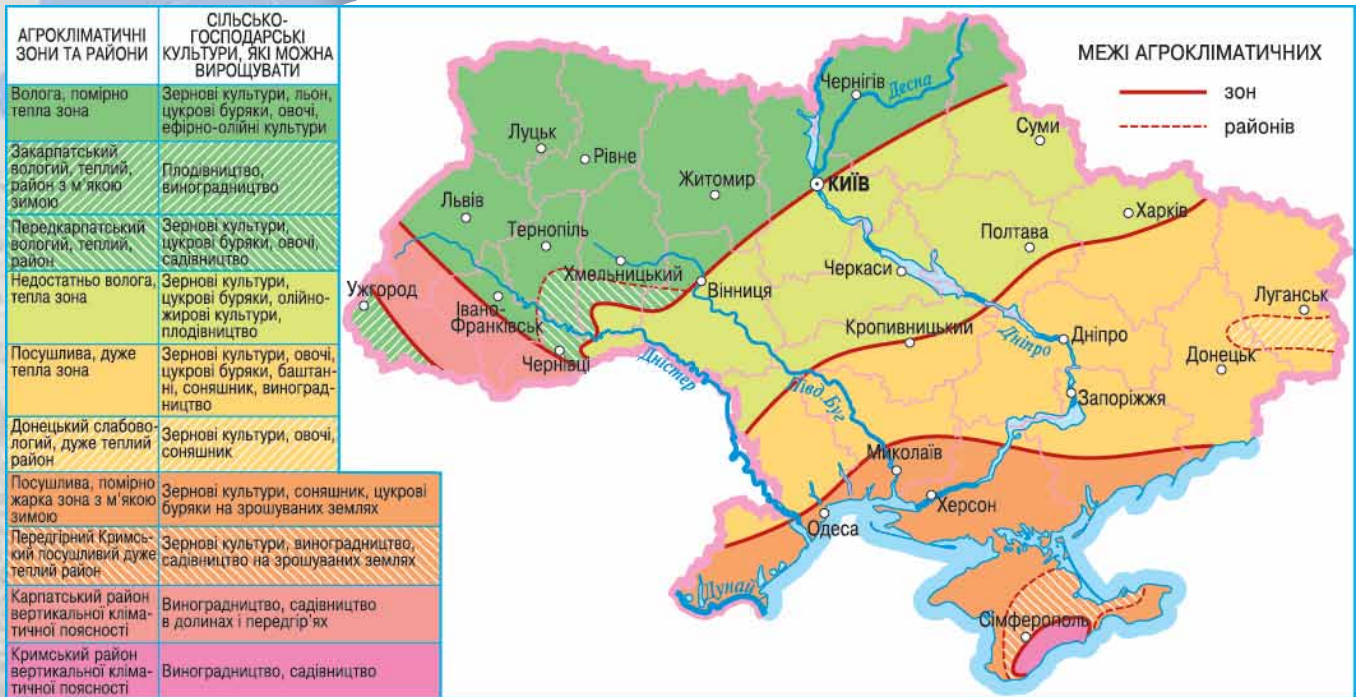 АГРОКЛІМАТИЧНІ
ЗОНИ ТА РАЙОНИ
СІЛЬСЬКО-
ГОСПОДАРСЬКІ
КУЛЬТУРИ, ЯКІ МОЖНА
ВИРОЩУВАТИ
Волога, помірно
тепла зона
Зернові культури, льон,
цукрові буряки, овочі,
ефірно-олійні культури
Закарпатський
вологий, теплий,
район з м'якою
зимою
Плодівництво,
виноградництво
Передкарпатський
вологий, теплий,
район
Зернові культури,
цукрові буряки, овочі,
садівництво
Недостатньо волога,
тепла зона
Зернові культури,
цукрові буряки, олійно-
жирові культури,
плодівництво
Посушлива, дуже
тепла зона
Зернові культури, овочі,
цукрові буряки, баштан-
ні, соняшник, виноград-
ництво
Донецький слабово-
логий, дуже теплий
район
Зернові культури, овочі,
соняшник
Посушлива, помірно
жарка зона з м'якою
зимою
Зернові культури, соняшник, цукрові
буряки на зрошуваних землях
Передгірний Кримсь-
кий посушливий дуже
теплий район
Зернові культури, виноградництво,
садівництво на зрошуваних землях
Карпатський район
вертикальної кліма-
тичної поясності
Виноградництво, садівництво
в долинах і передгір'ях
Кримський район
вертикальної кліма-
тичної поясності
Виноградництво, садівництво
МЕЖІ АГРОКЛІМАТИЧНИХ
зон
районів
Чернігів
Десна
Суми
Луцьк
Рівне
Житомир
КИЇВ
Львів
Харків
Тернопіль
Полтава
Хмельницький
Черкаси
Вінниця
Ужгород
Івано-
Франківськ
Луганськ
Кропивницький
Дніпро
Дніпро
Чернівці
Донецьк
Дністер
Півд. Буг
Запоріжжя
Миколаїв
Херсон
Одеса
Дунай
Сімферополь